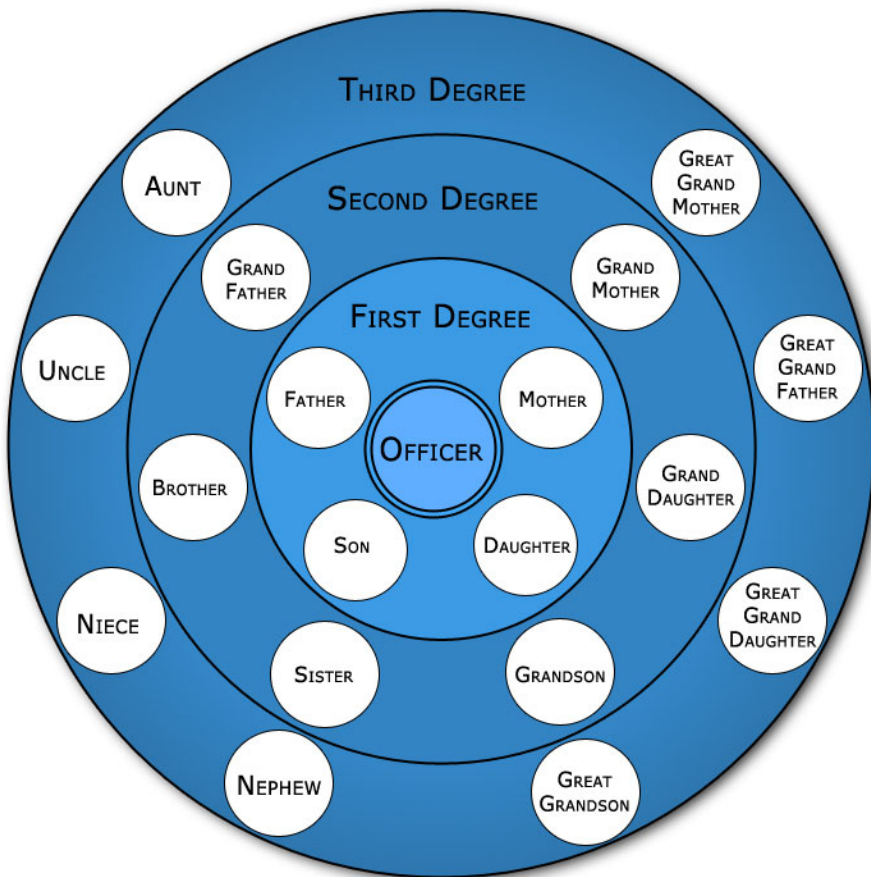 Third Degree
Aunt
Great
Grand
Mother
Second Degree
Grand
Father
Grand
Mother
First Degree
Uncle
Great
Grand
Father
Father
Mother
Officer
Brother
Grand
Daughter
Son
Daughter
Niece
Great
Grand
Daughter
Sister
Grandson
Nephew
Great
Grandson